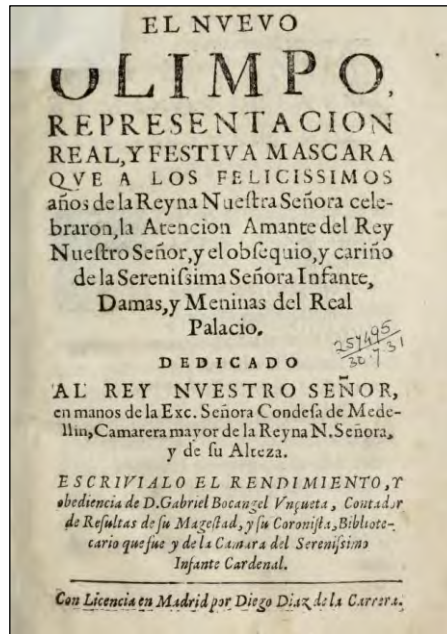 EL NVEVO
OLIMPO,
REPRESENTACION
REAL, Y FESTIVA MASCARA
QVE A LOS FELICISSIMOS
años de la Reyna Nueſtra Señora cele-
braron, la Atencion Amante del Rey
Nueſtro Señor, y el obſequio, y cariño
de la Sereniſsima Señora Infante,
Damas, y Meninas del Real
Palacio.
257495
30.7.31
DEDICADO
AL REY NVESTRO SEÑOR,
en manos de la Exc. Señora Condeſa de Mede-
llin, Camarera mayor de la Reyna N. Señora,
y de ſu Alteza.
ESCRIVIALO EL RENDIMIENTO, Y
obediencia de D. Gabriel Bocangel Vnçueta, Contador
de Reſultas de ſu Mageſtad, y ſu Coroniſta, Bibliote-
cario que fue y de la Camara del Sereniſsimo
Infante Cardenal.
Con Licencia en Madrid por Diego Diaz de la Carrera.